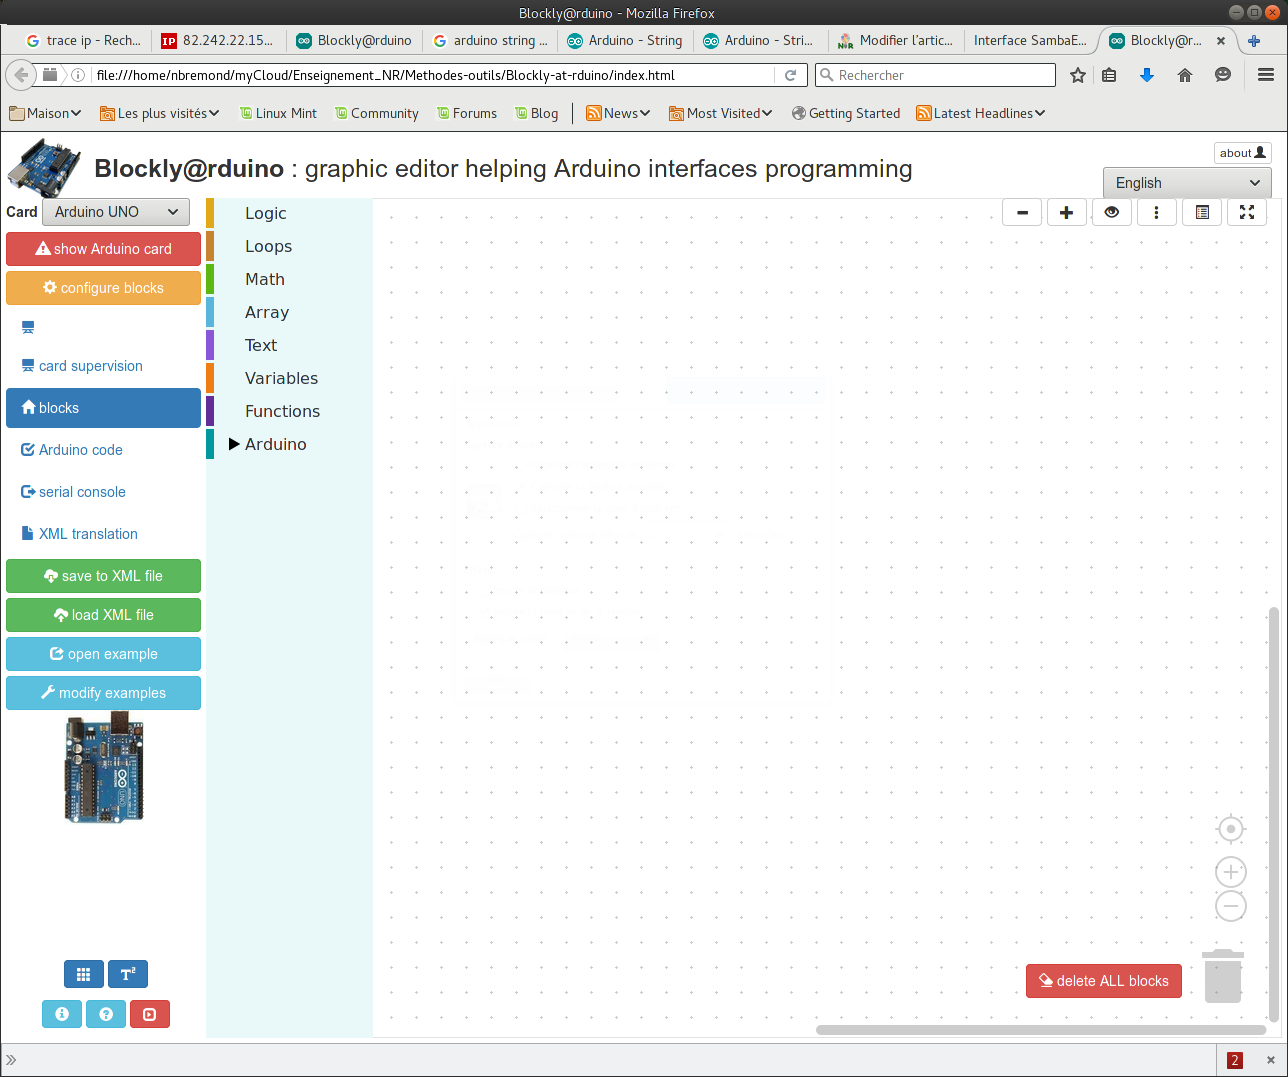 Blockly@rduino - Mozilla Firefox
trace ip - Rech... 82.242.22.15... Blockly@rduino arduino string ... Arduino - String Arduino - Stri... Modifier l'artic... Interface SambaE... Blockly@r...
file:///home/nbremond/myCloud/Enseignement_NR/Methodes-outils/Blockly-at-rduino/index.html Rechercher
Maison Les plus visités Linux Mint Community Forums Blog News Most Visited Getting Started Latest Headlines
Blockly@rduino : graphic editor helping Arduino interfaces programming
about
English
Card Arduino UNO
show Arduino card
configure blocks
card supervision
blocks
Arduino code
serial console
XML translation
save to XML file
load XML file
open example
modify examples
Logic
Loops
Math
Array
Text
Variables
Functions
Arduino
delete ALL blocks
T²
2